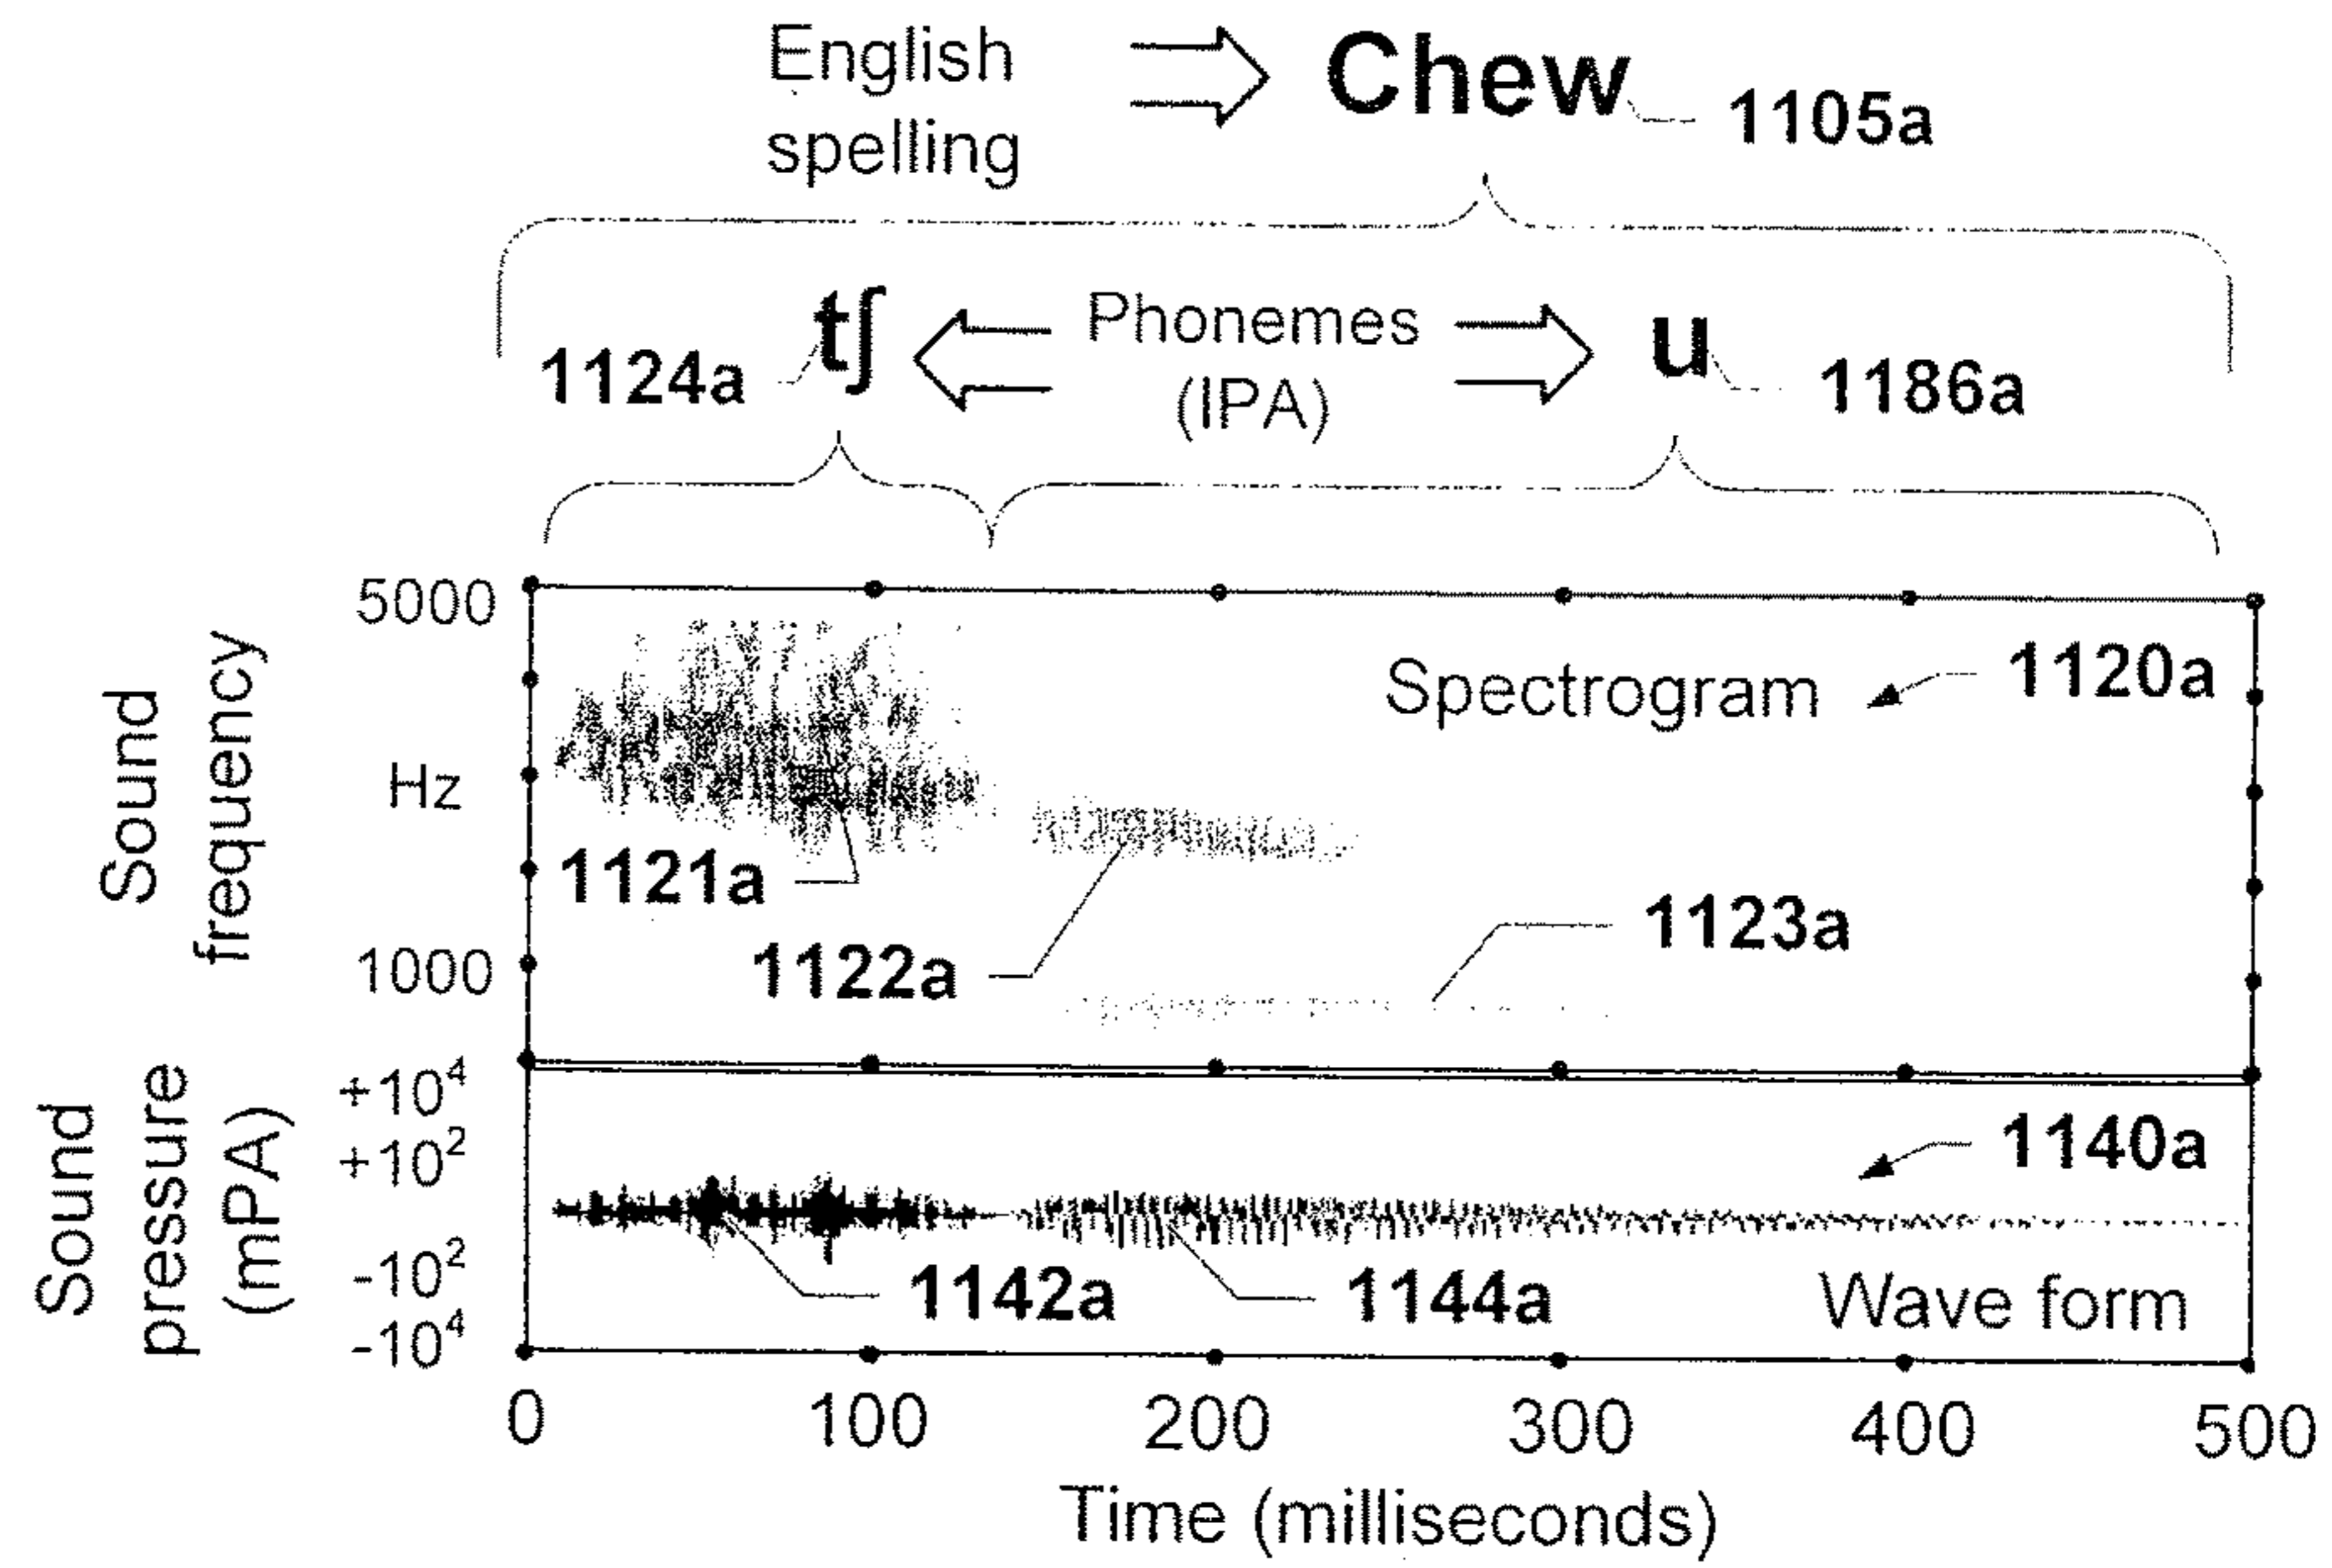 English
spelling
Chew
1105a
tʃ
1124a
Phonemes
(IPA)
u
1186a
5000
Sound
frequency
Hz
1000
Spectrogram
1120a
1121a
1122a
1123a
Sound
pressure
(mPA)
+10⁴
+10²
-10²
-10⁴
1140a
1142a
1144a
Wave form
0 100 200 300 400 500
Time (milliseconds)